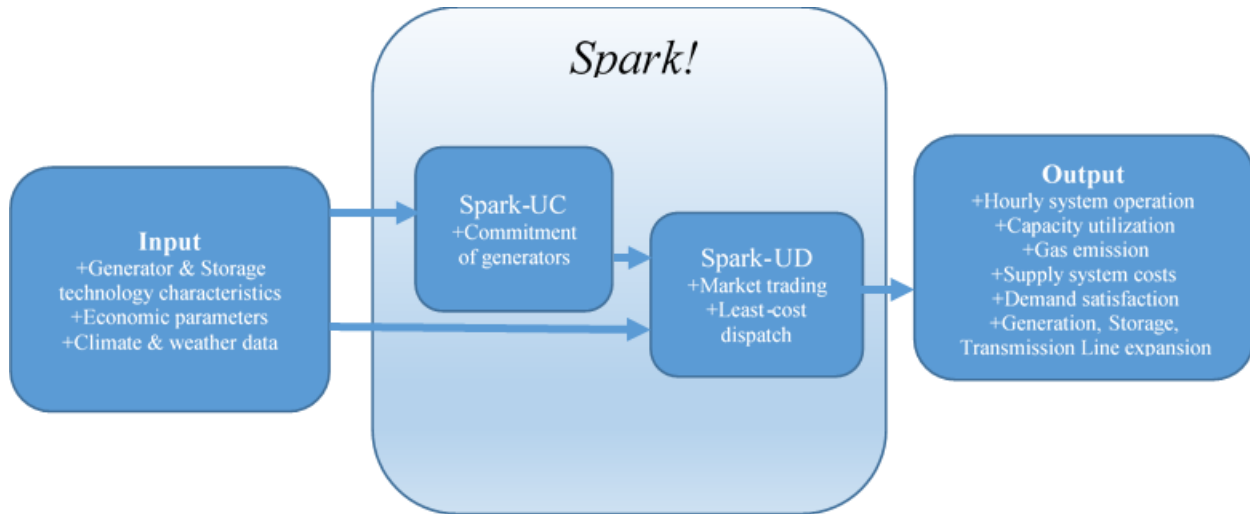 Spark!
Input
+Generator & Storage
technology characteristics
+Economic parameters
+Climate & weather data
Spark-UC
+Commitment
of generators
Spark-UD
+Market trading
+Least-cost
dispatch
Output
+Hourly system operation
+Capacity utilization
+Gas emission
+Supply system costs
+Demand satisfaction
+Generation, Storage,
Transmission Line expansion